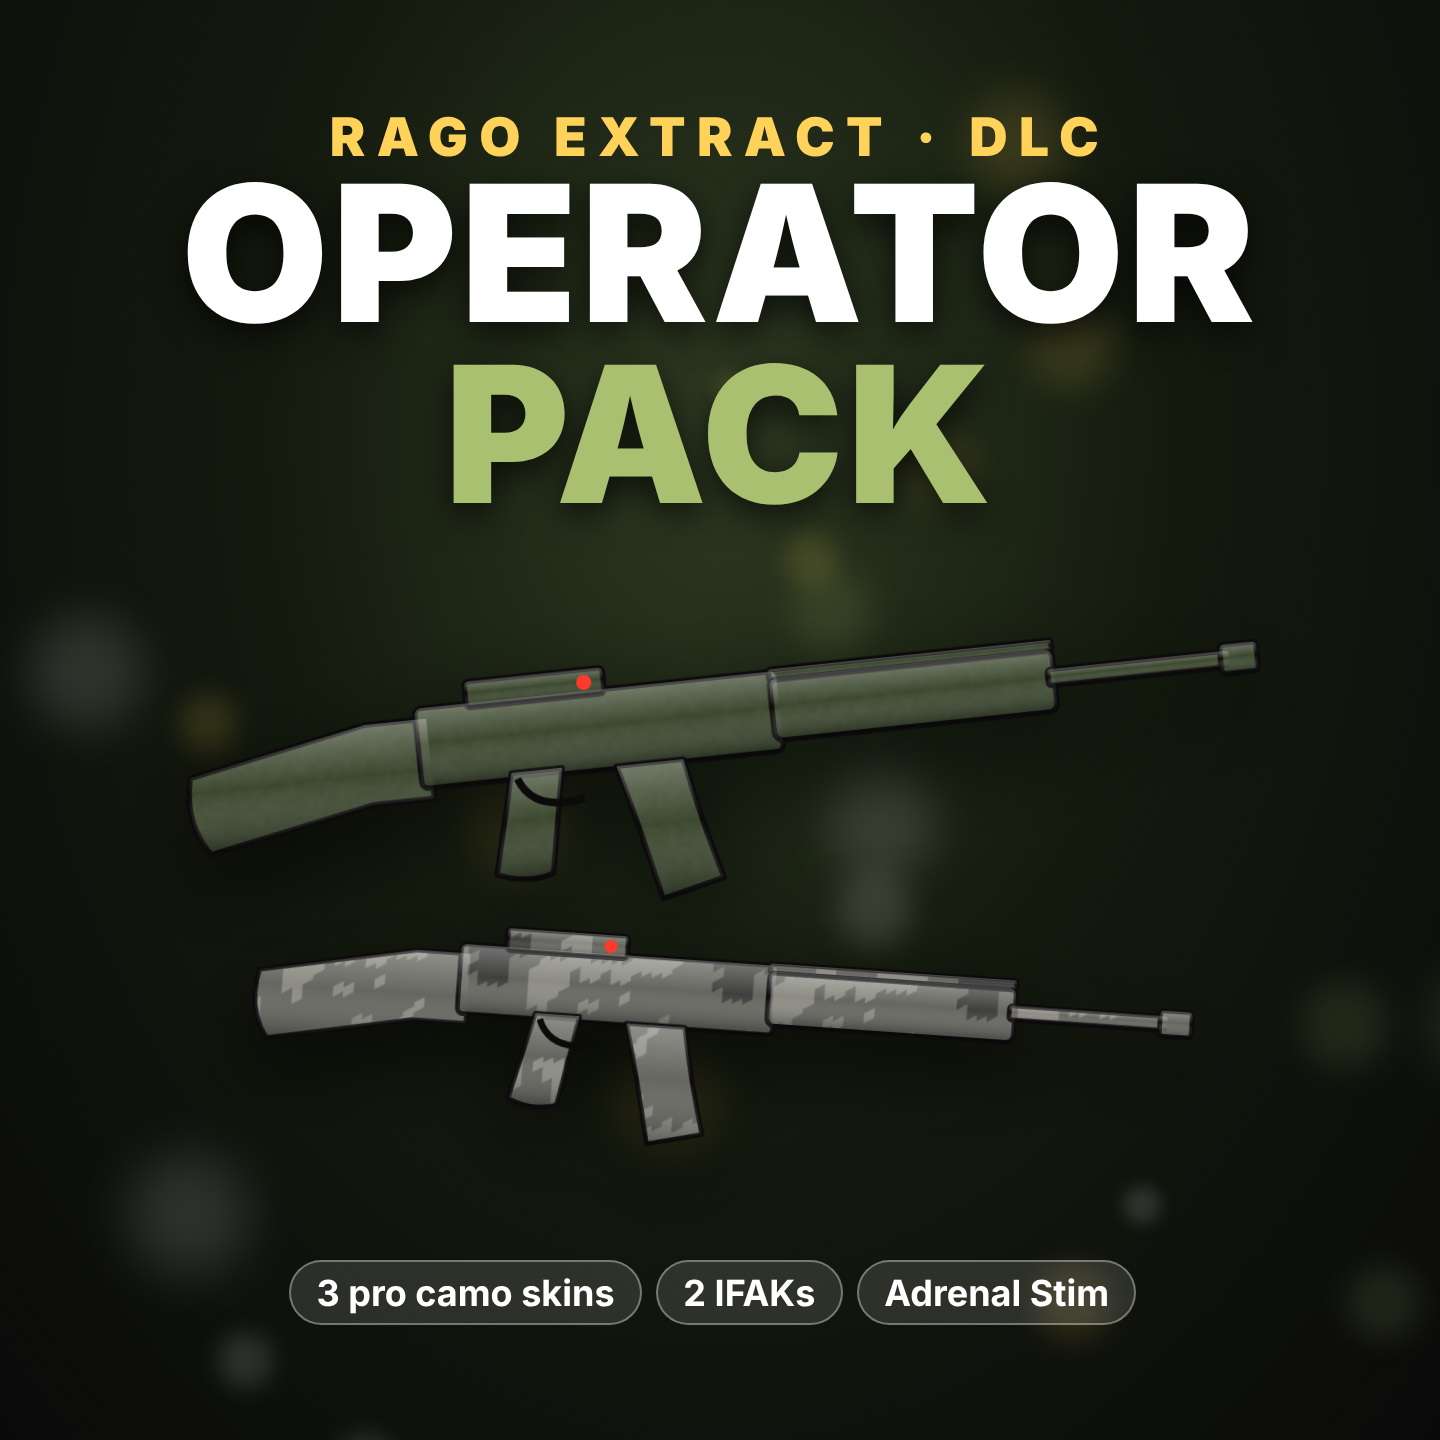 RAGO EXTRACT · DLC
OPERATOR
PACK
3 pro camo skins
2 IFAKs
Adrenal Stim